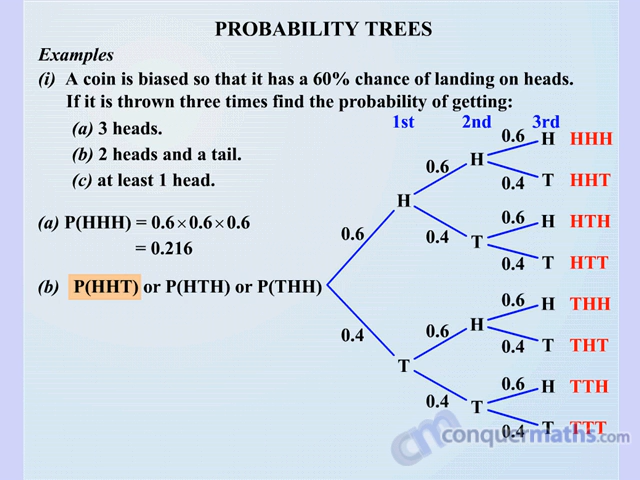 PROBABILITY TREES
Examples
(i) A coin is biased so that it has a 60% chance of landing on heads.
If it is thrown three times find the probability of getting:
(a) 3 heads.
(b) 2 heads and a tail.
(c) at least 1 head.
(a) P(HHH) = 0.6×0.6×0.6
= 0.216
(b) P(HHT) or P(HTH) or P(THH)
1st 2nd 3rd
0.6 H HHH
0.6 H
0.4 T HHT
H
0.6 0.6 H HTH
0.4 T
0.4 T HTT
0.6 H THH
0.4 0.6 H
0.4 T THT
T
0.6 H TTH
0.4 T
0.4 T TTT
cm conquermaths.com